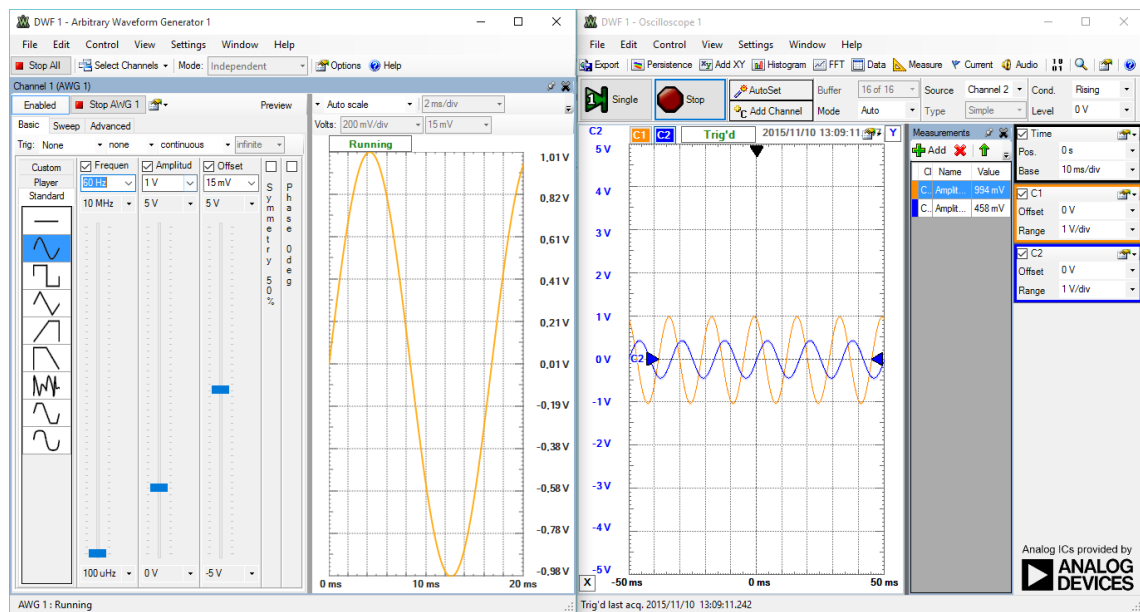 DWF 1 - Arbitrary Waveform Generator 1
File Edit Control View Settings Window Help
Stop All Select Channels Mode: Independent Options Help
Channel 1 (AWG 1)
Enabled Stop AWG 1 Preview
Basic Sweep Advanced
Trig: None none continuous infinite
Custom
Player
Standard
Frequen Amplitud Offset
60 Hz 1 V 15 mV
10 MHz 5 V 5 V
100 uHz 0 V -5 V
Symmetry 50%
Phase 0 deg
Auto scale 2 ms/div
Volts: 200 mV/div 15 mV
Running
1,01 V
0,82 V
0,61 V
0,41 V
0,21 V
0,01 V
-0,19 V
-0,38 V
-0,58 V
-0,78 V
-0,98 V
0 ms 10 ms 20 ms
AWG 1 : Running
DWF 1 - Oscilloscope 1
File Edit Control View Settings Window Help
Export Persistence Add XY Histogram FFT Data Measure Current Audio
Single Stop AutoSet Buffer 16 of 16 Source Channel 2 Cond. Rising
Add Channel Mode Auto Type Simple Level 0 V
C2 C1 C2 Trig'd 2015/11/10 13:09:11 Y
5 V
4 V
3 V
2 V
1 V
0 V
-1 V
-2 V
-3 V
-4 V
-5 V
C2
X -50 ms 0 ms 50 ms
Measurements
Add
Cl Name Value
C.. Amplit... 994 mV
C.. Amplit... 458 mV
Time
Pos. 0 s
Base 10 ms/div
C1
Offset 0 V
Range 1 V/div
C2
Offset 0 V
Range 1 V/div
Analog ICs provided by
ANALOG
DEVICES
Trig'd last acq. 2015/11/10 13:09:11.242